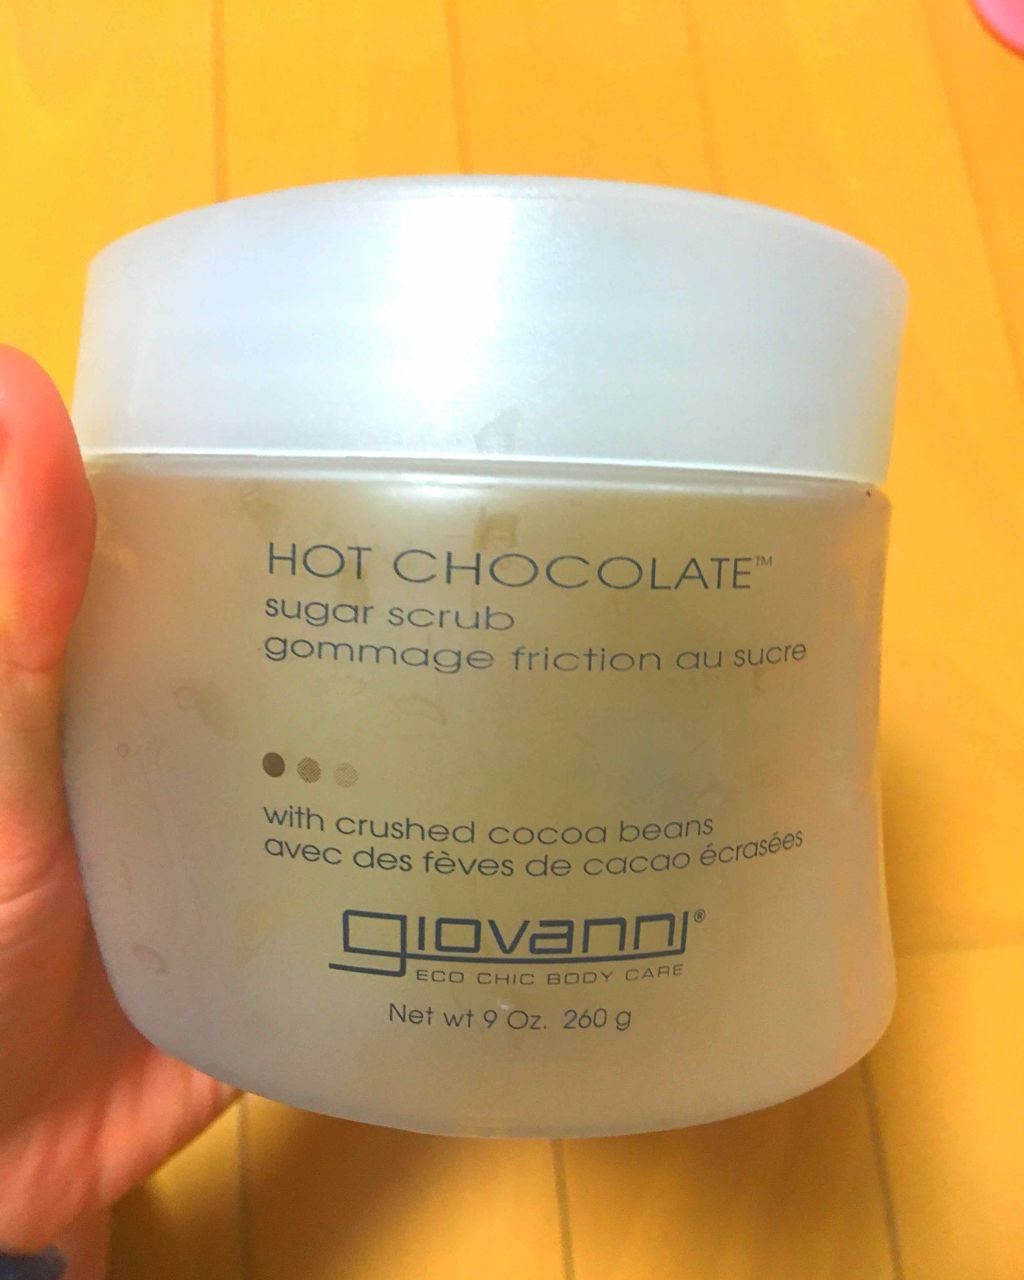 HOT CHOCOLATE™
sugar scrub
gommage friction au sucre
with crushed cocoa beans
avec des fèves de cacao écrasées
giovanni®
ECO CHIC BODY CARE
Net wt 9 Oz. 260 g